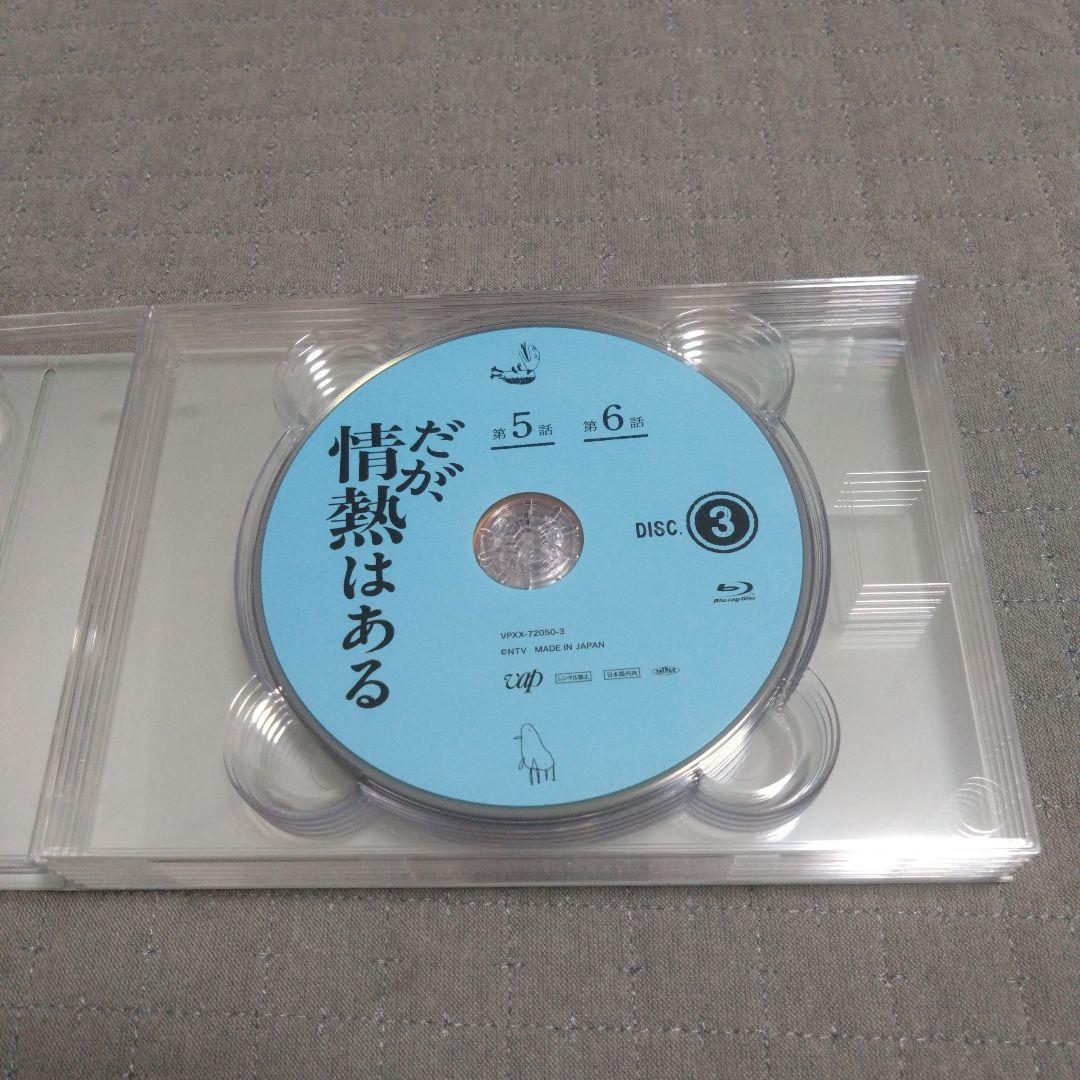 だが、
情熱はある
第5話 第6話
DISC. 3
Blu-ray Disc
VPXX-72050-3
©NTV MADE IN JAPAN
vap レンタル禁止 日本国内向